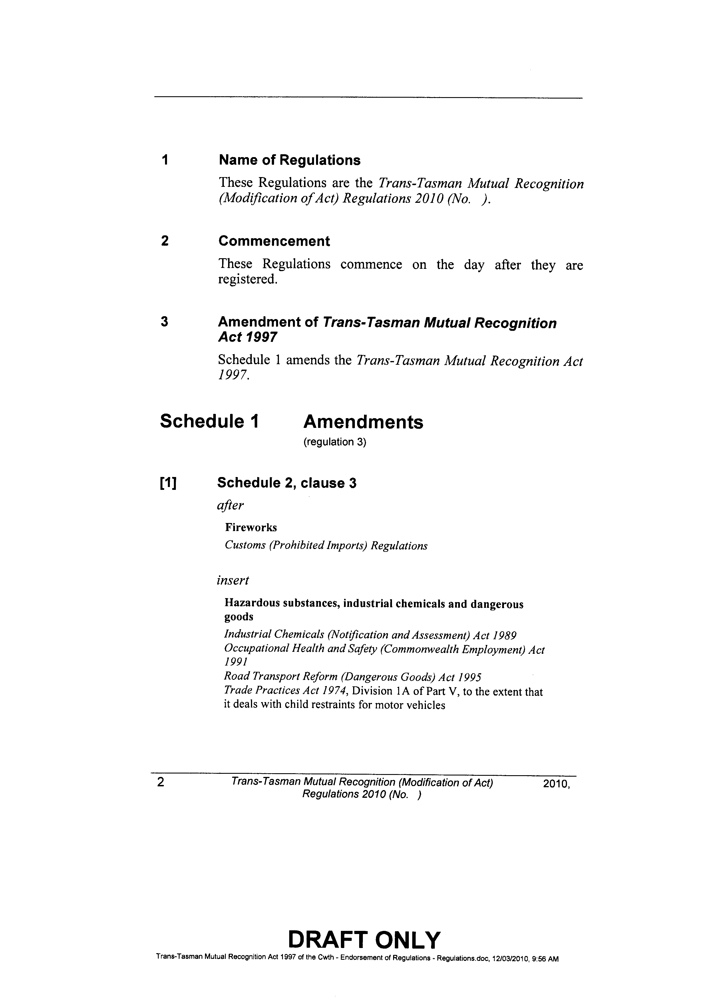 1 Name of Regulations
These Regulations are the Trans-Tasman Mutual Recognition
(Modification of Act) Regulations 2010 (No. ).
2 Commencement
These Regulations commence on the day after they are
registered.
3 Amendment of Trans-Tasman Mutual Recognition
Act 1997
Schedule 1 amends the Trans-Tasman Mutual Recognition Act
1997.
Schedule 1 Amendments
(regulation 3)
[1] Schedule 2, clause 3
after
Fireworks
Customs (Prohibited Imports) Regulations
insert
Hazardous substances, industrial chemicals and dangerous
goods
Industrial Chemicals (Notification and Assessment) Act 1989
Occupational Health and Safety (Commonwealth Employment) Act
1991
Road Transport Reform (Dangerous Goods) Act 1995
Trade Practices Act 1974, Division 1A of Part V, to the extent that
it deals with child restraints for motor vehicles
2 Trans-Tasman Mutual Recognition (Modification of Act) 2010,
Regulations 2010 (No. )
DRAFT ONLY
Trans-Tasman Mutual Recognition Act 1997 of the Cwth - Endorsement of Regulations - Regulations.doc, 12/03/2010, 9:56 AM